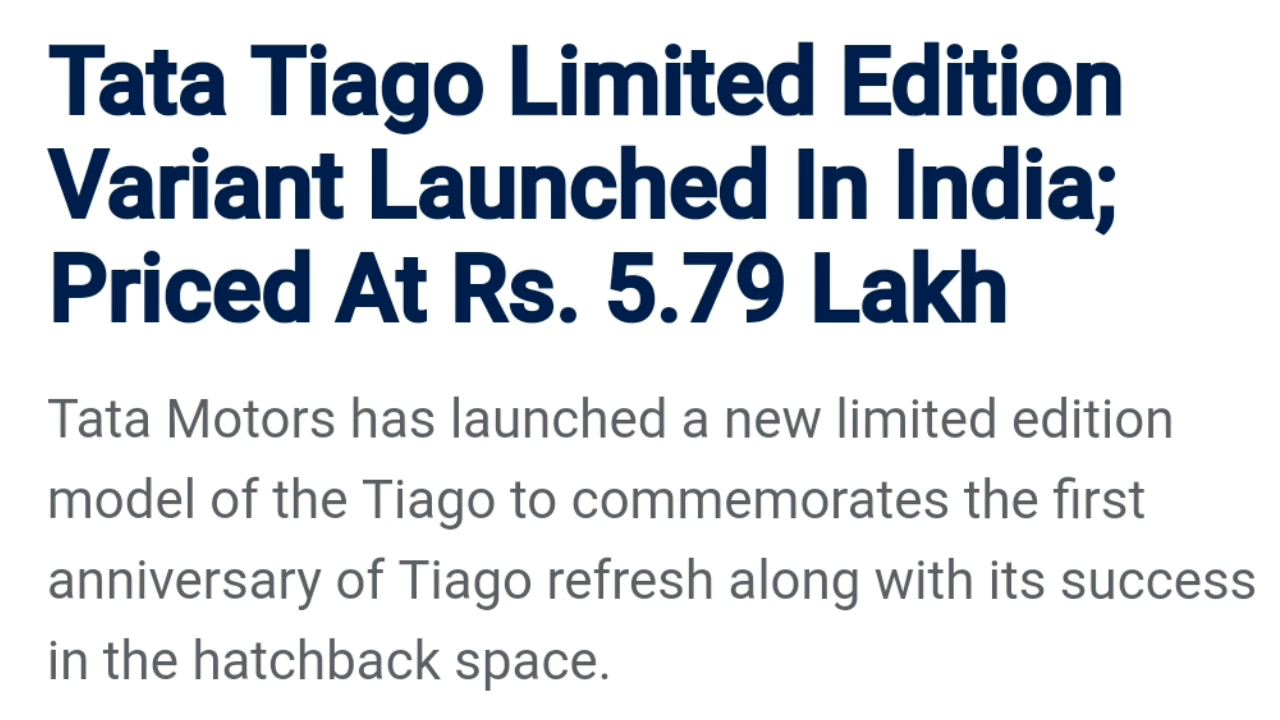 Tata Tiago Limited Edition
Variant Launched In India;
Priced At Rs. 5.79 Lakh
Tata Motors has launched a new limited edition
model of the Tiago to commemorates the first
anniversary of Tiago refresh along with its success
in the hatchback space.